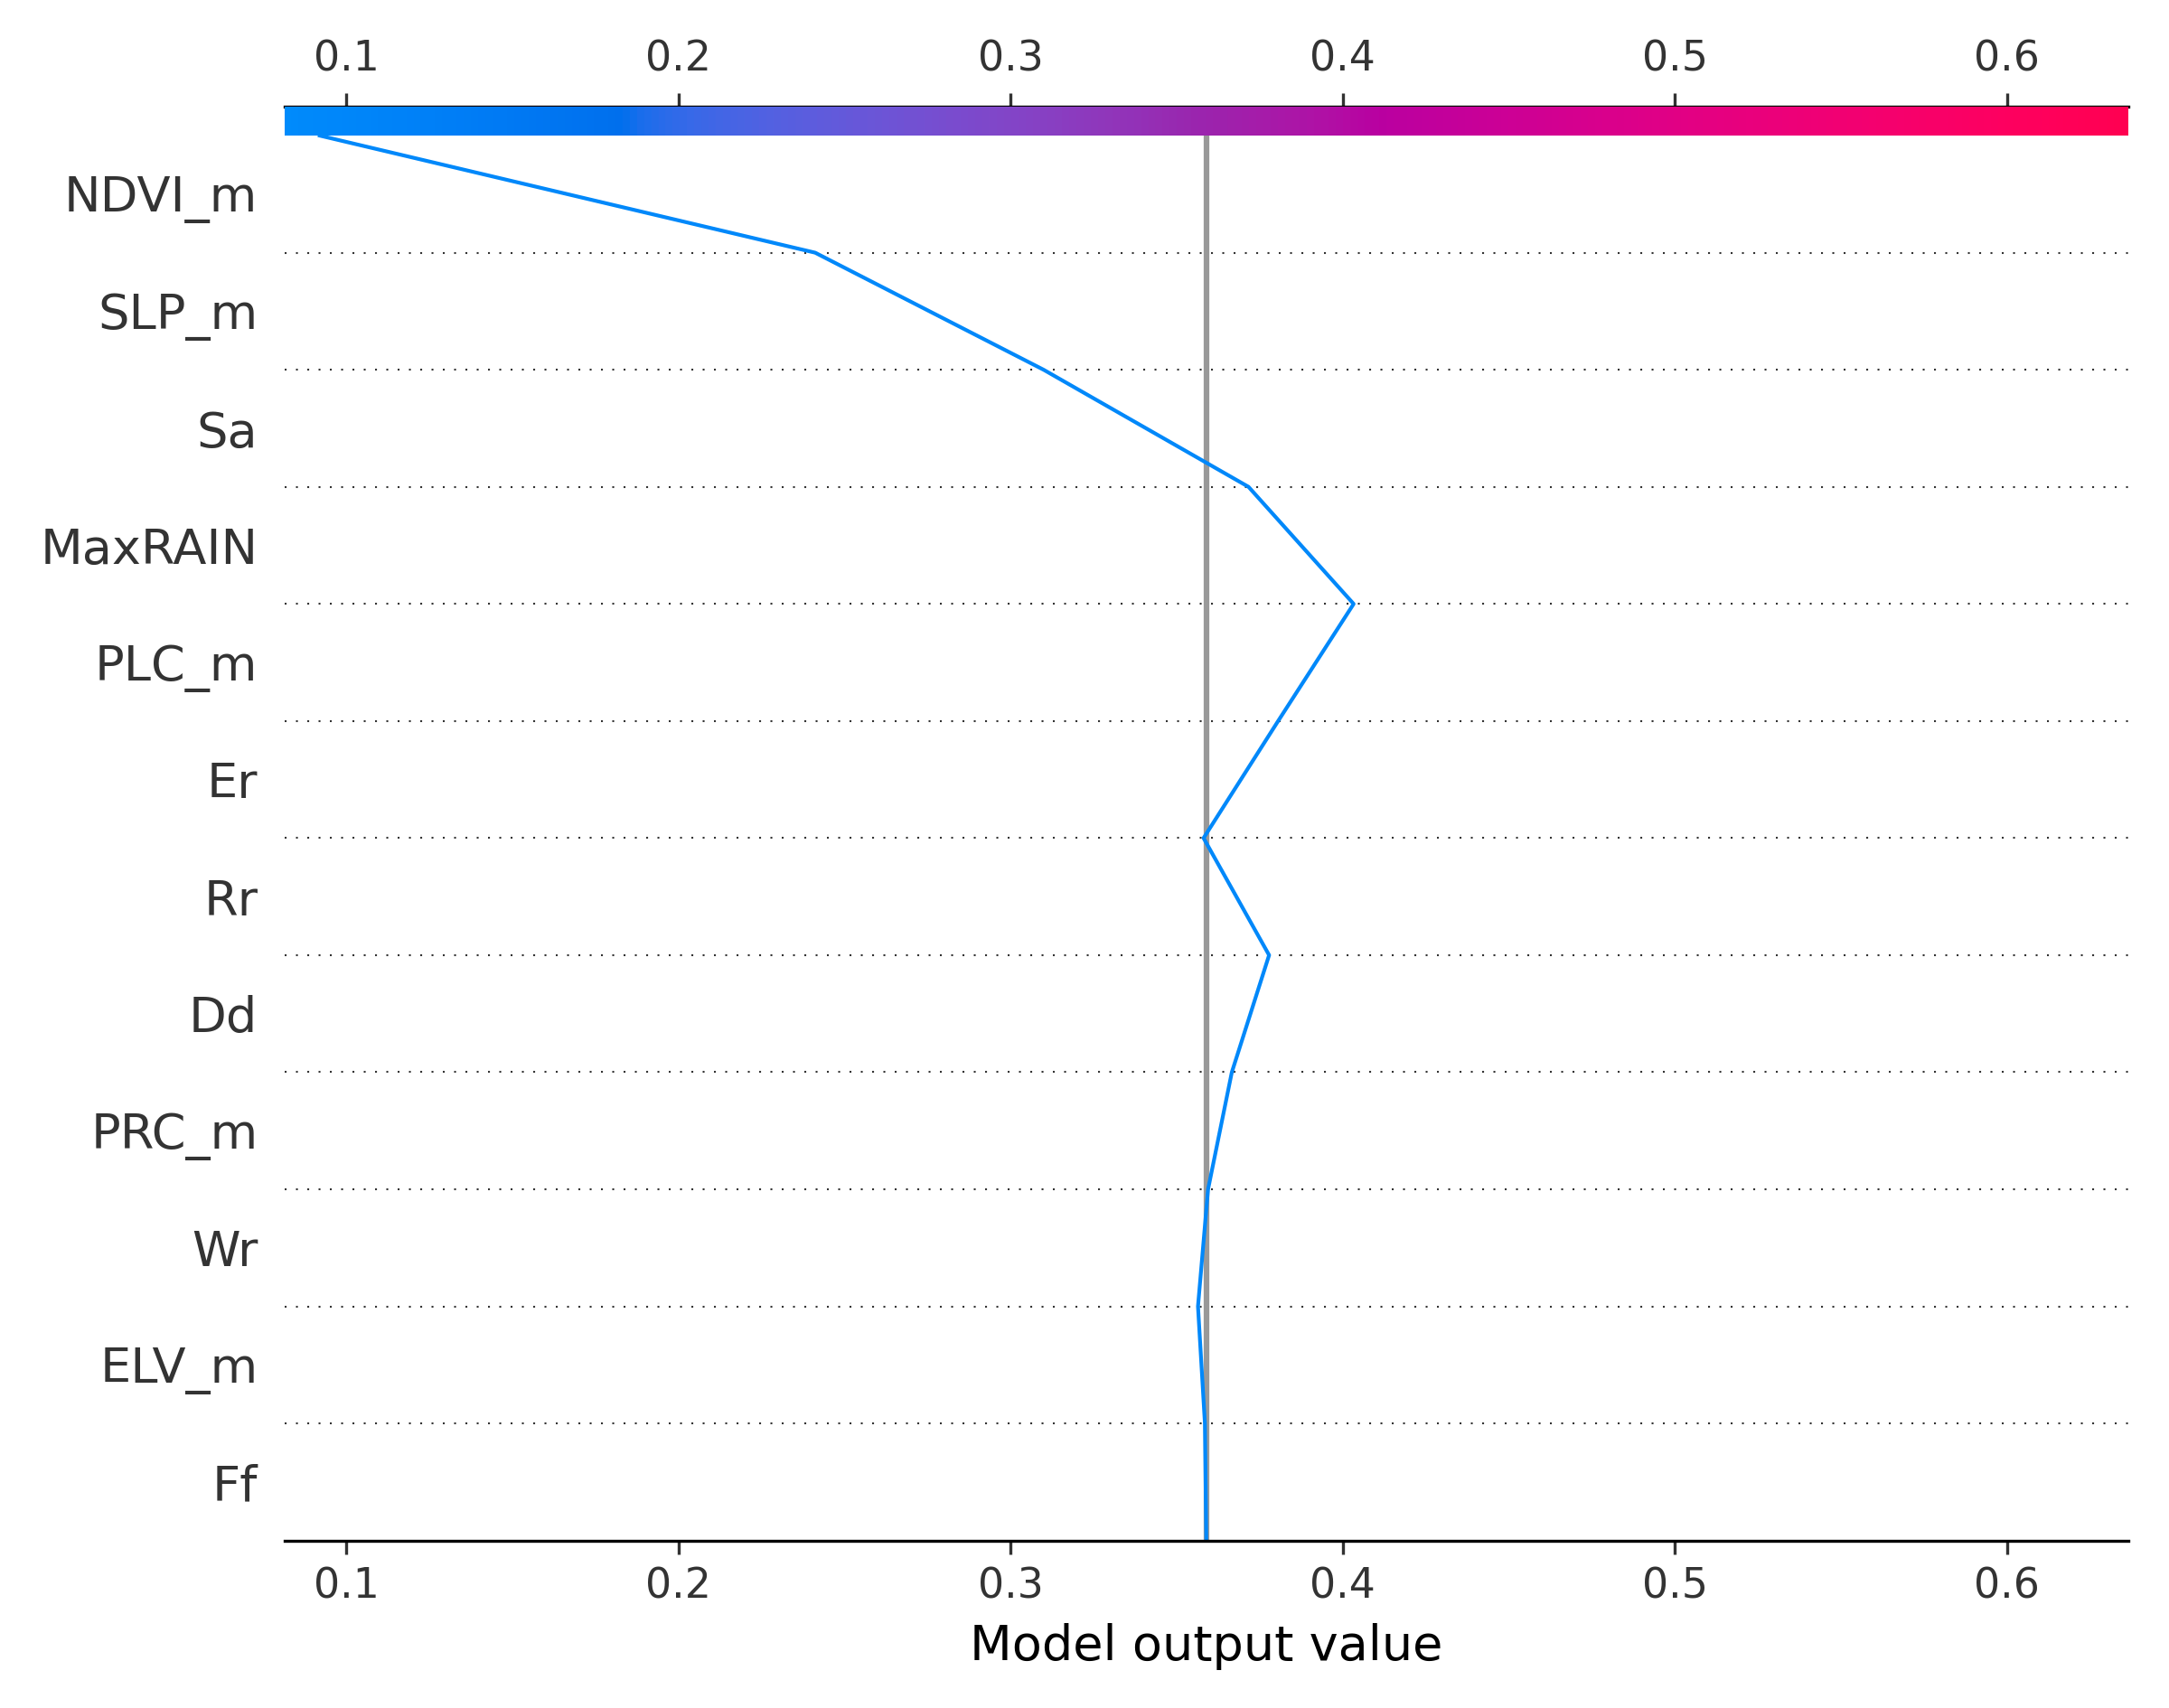 0.1 0.2 0.3 0.4 0.5 0.6
NDVI_m
SLP_m
Sa
MaxRAIN
PLC_m
Er
Rr
Dd
PRC_m
Wr
ELV_m
Ff
0.1 0.2 0.3 0.4 0.5 0.6
Model output value